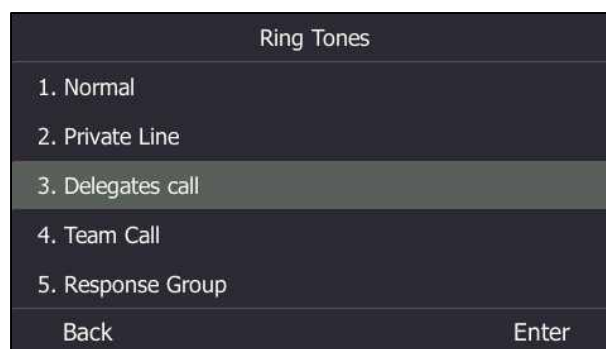 Ring Tones
1. Normal
2. Private Line
3. Delegates call
4. Team Call
5. Response Group
Back Enter